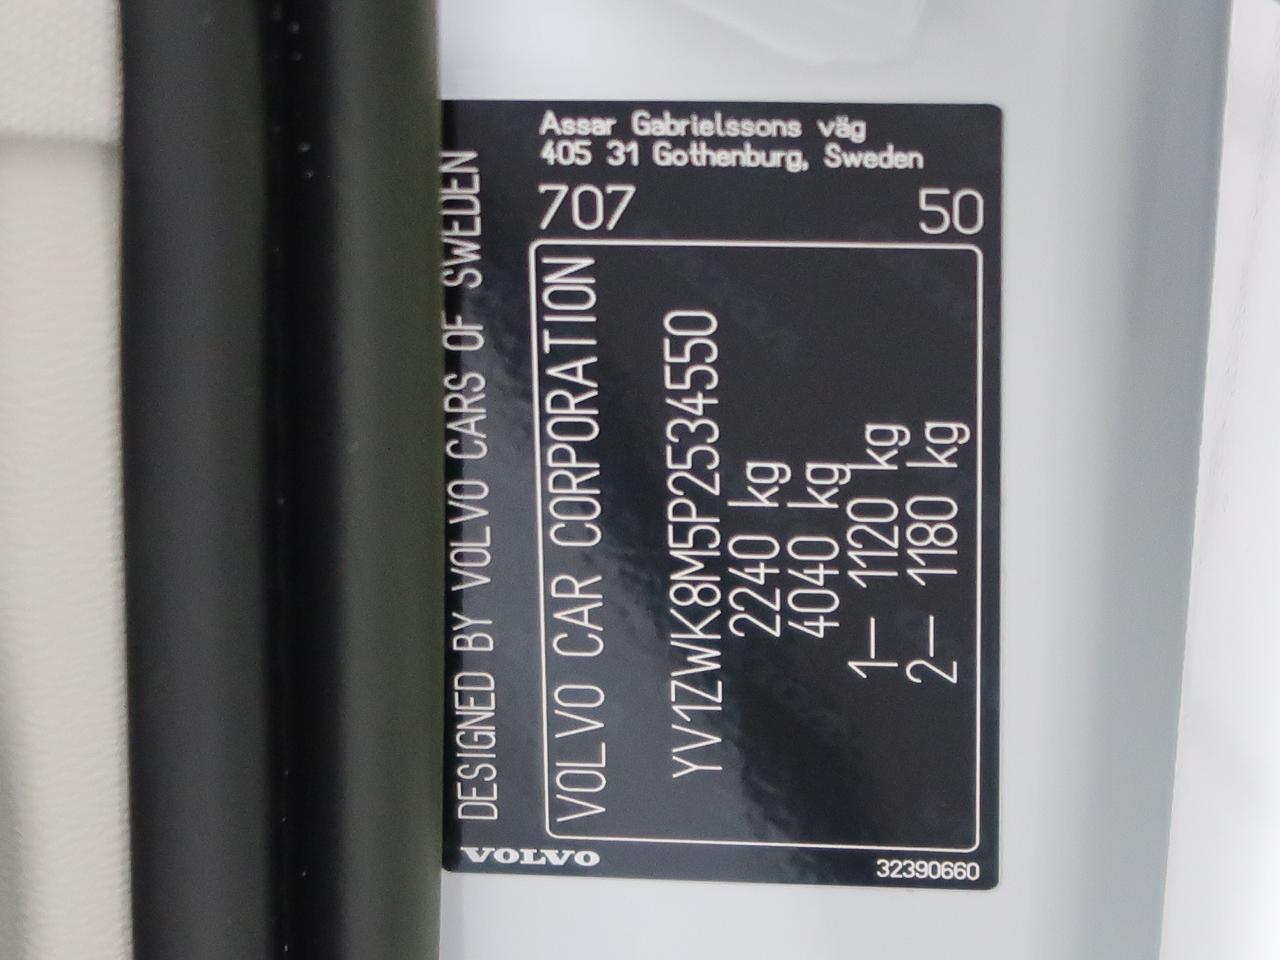 DESIGNED BY VOLVO CARS OF SWEDEN
VOLVO
Assar Gabrielssons väg
405 31 Gothenburg, Sweden
707
50
VOLVO CAR CORPORATION
YV1ZWK8M5P2534550
2240 kg
4040 kg
1— 1120 kg
2— 1180 kg
32390660